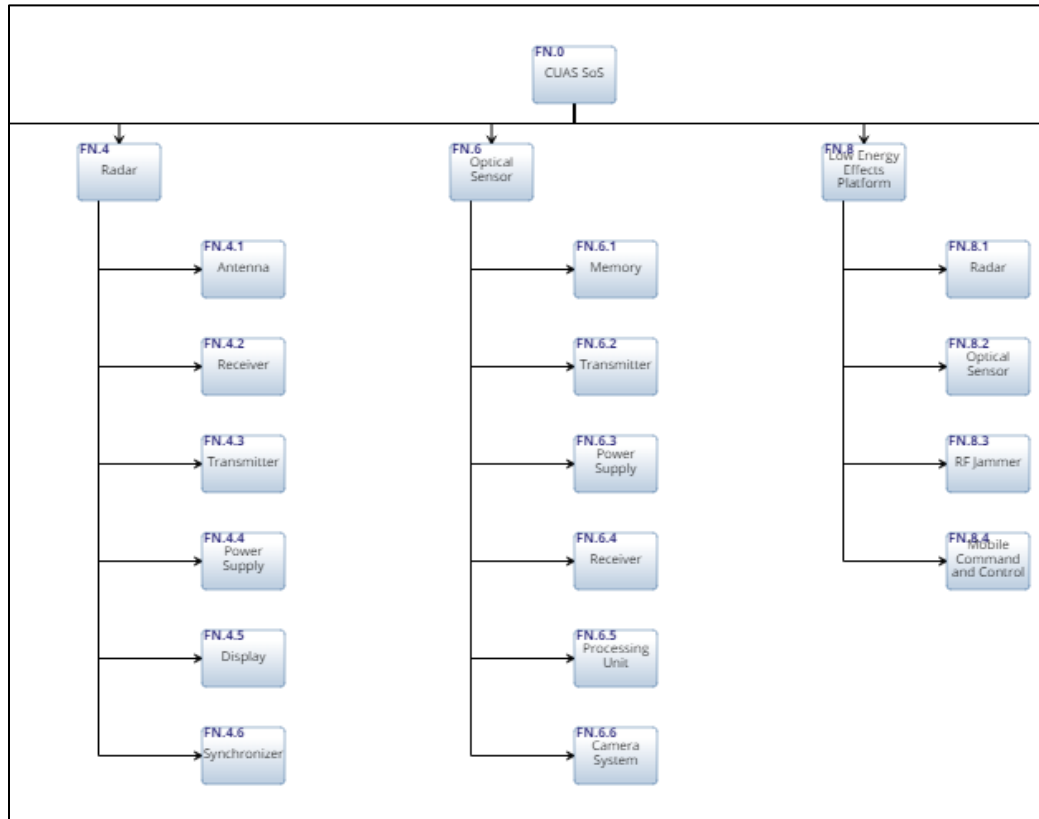 FN.0
CUAS SoS
FN.4
Radar
FN.4.1
Antenna
FN.4.2
Receiver
FN.4.3
Transmitter
FN.4.4
Power
Supply
FN.4.5
Display
FN.4.6
Synchronizer
FN.6
Optical
Sensor
FN.6.1
Memory
FN.6.2
Transmitter
FN.6.3
Power
Supply
FN.6.4
Receiver
FN.6.5
Processing
Unit
FN.6.6
Camera
System
FN.8
Low Energy
Effects
Platform
FN.8.1
Radar
FN.8.2
Optical
Sensor
FN.8.3
RF Jammer
FN.8.4
Mobile
Command
and Control